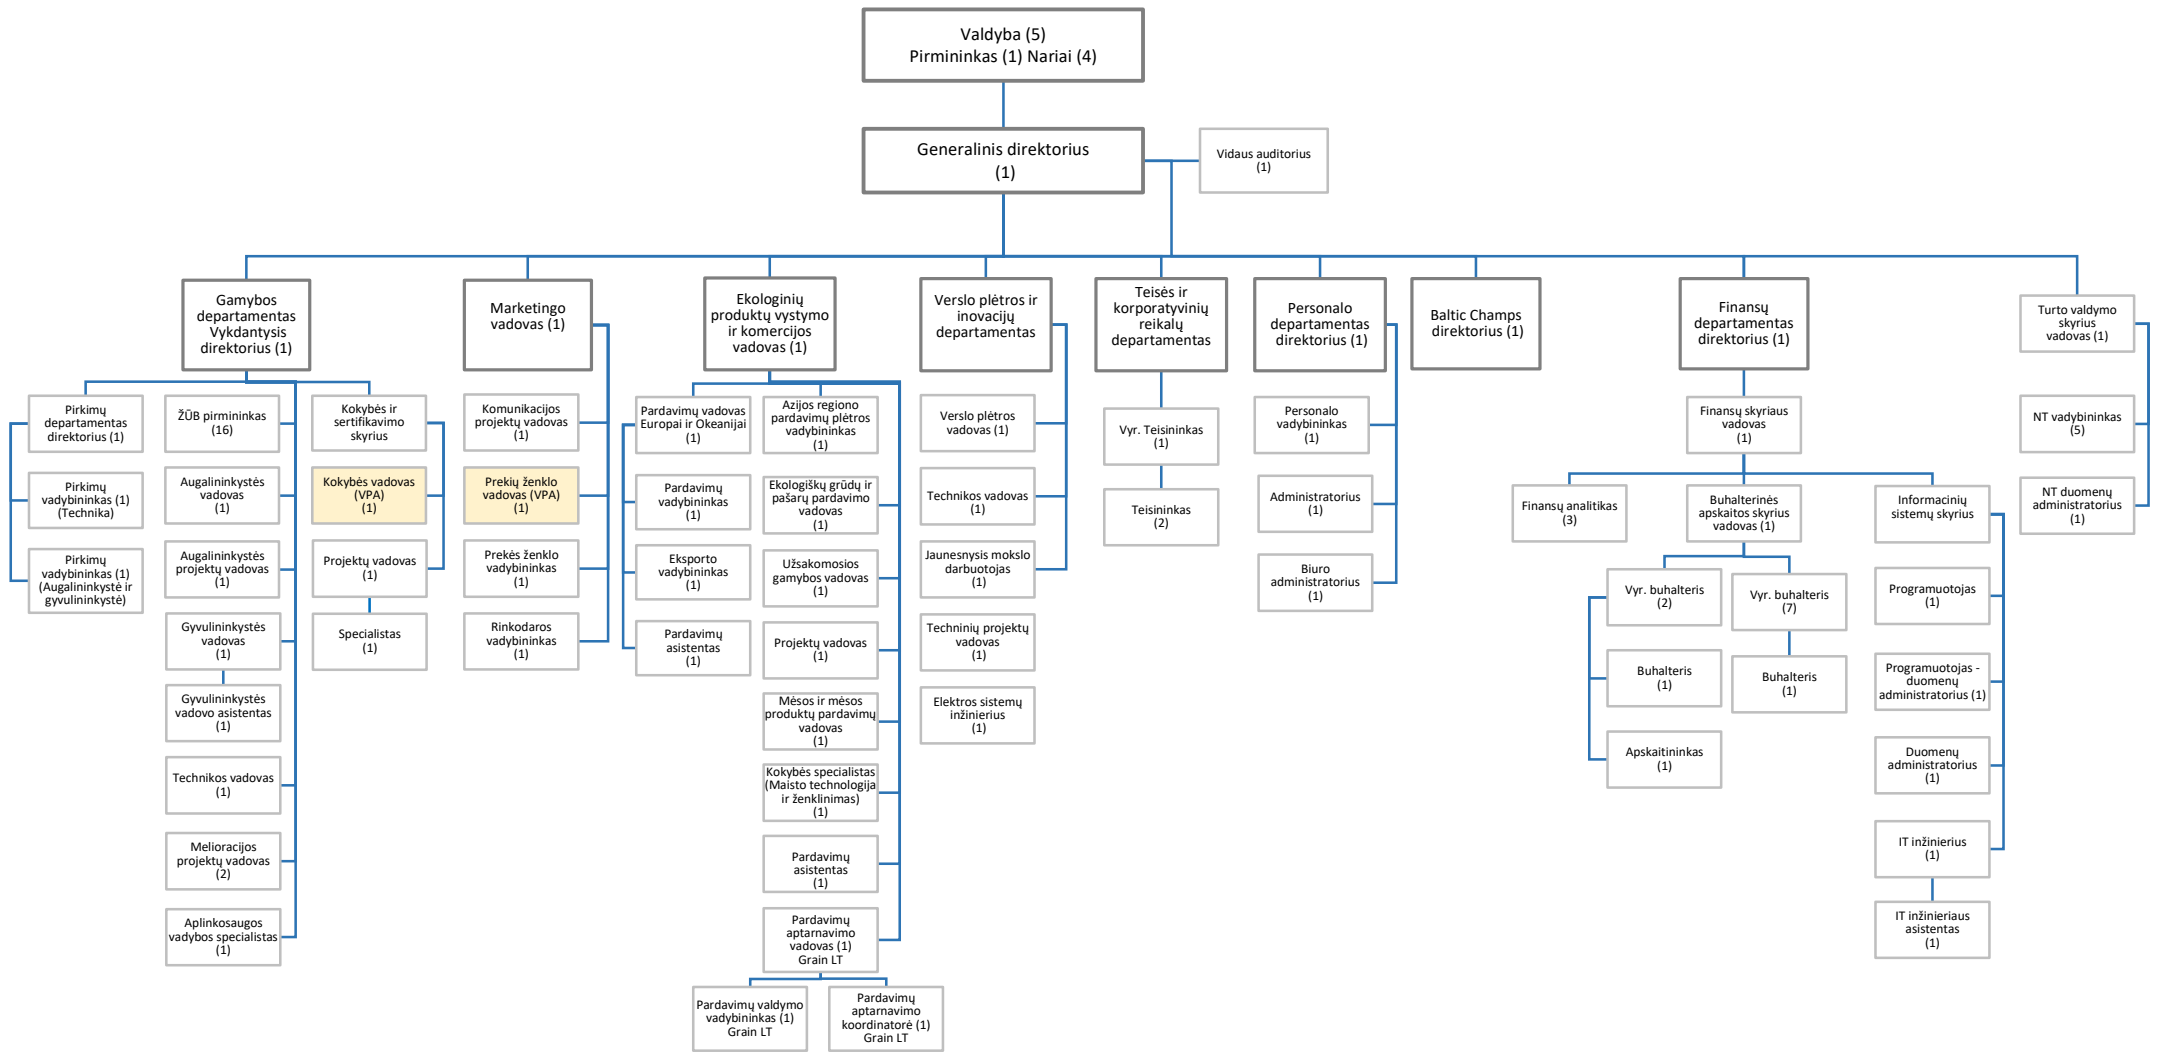 Valdyba (5)
Pirmininkas (1) Nariai (4)
Generalinis direktorius
(1)
Vidaus auditorius
(1)
Gamybos
departamentas
Vykdantysis
direktorius (1)
Marketingo
vadovas (1)
Ekologinių
produktų vystymo
ir komercijos
vadovas (1)
Verslo plėtros ir
inovacijų
departamentas
Teisės ir
korporatyvinių
reikalų
departamentas
Personalo
departamentas
direktorius (1)
Baltic Champs
direktorius (1)
Finansų
departamentas
direktorius (1)
Turto valdymo
skyrius
vadovas (1)
Pirkimų
departamentas
direktorius (1)
Pirkimų
vadybininkas (1)
(Technika)
Pirkimų
vadybininkas (1)
(Augalininkystė ir
gyvulininkystė)
ŽŪB pirmininkas
(16)
Augalininkystės
vadovas
(1)
Augalininkystės
projektų vadovas
(1)
Gyvulininkystės
vadovas
(1)
Gyvulininkystės
vadovo asistentas
(1)
Technikos vadovas
(1)
Melioracijos
projektų vadovas
(2)
Aplinkosaugos
vadybos specialistas
(1)
Kokybės ir
sertifikavimo
skyrius
Kokybės vadovas
(VPA)
(1)
Projektų vadovas
(1)
Specialistas
(1)
Komunikacijos
projektų vadovas
(1)
Prekių ženklo
vadovas (VPA)
(1)
Prekės ženklo
vadybininkas
(1)
Rinkodaros
vadybininkas
(1)
Pardavimų vadovas
Europai ir Okeanijai
(1)
Pardavimų
vadybininkas
(1)
Eksporto
vadybininkas
(1)
Pardavimų
asistentas
(1)
Azijos regiono
pardavimų plėtros
vadybininkas
(1)
Ekologiškų grūdų ir
pašarų pardavimo
vadovas
(1)
Užsakomosios
gamybos vadovas
(1)
Projektų vadovas
(1)
Mėsos ir mėsos
produktų pardavimų
vadovas
(1)
Kokybės specialistas
(Maisto technologija
ir ženklinimas)
(1)
Pardavimų
asistentas
(1)
Pardavimų
aptarnavimo
vadovas (1)
Grain LT
Pardavimų valdymo
vadybininkas (1)
Grain LT
Pardavimų
aptarnavimo
koordinatorė (1)
Grain LT
Verslo plėtros
vadovas (1)
Technikos vadovas
(1)
Jaunesnysis mokslo
darbuotojas
(1)
Techninių projektų
vadovas
(1)
Elektros sistemų
inžinierius
(1)
Vyr. Teisininkas
(1)
Teisininkas
(2)
Personalo
vadybininkas
(1)
Administratorius
(1)
Biuro
administratorius
(1)
Finansų skyriaus
vadovas
(1)
Finansų analitikas
(3)
Buhalterinės
apskaitos skyrius
vadovas (1)
Vyr. buhalteris
(2)
Buhalteris
(1)
Apskaitininkas
(1)
Vyr. buhalteris
(7)
Buhalteris
(1)
Informacinių
sistemų skyrius
Programuotojas
(1)
Programuotojas -
duomenų
administratorius (1)
Duomenų
administratorius
(1)
IT inžinierius
(1)
IT inžinieriaus
asistentas
(1)
NT vadybininkas
(5)
NT duomenų
administratorius
(1)